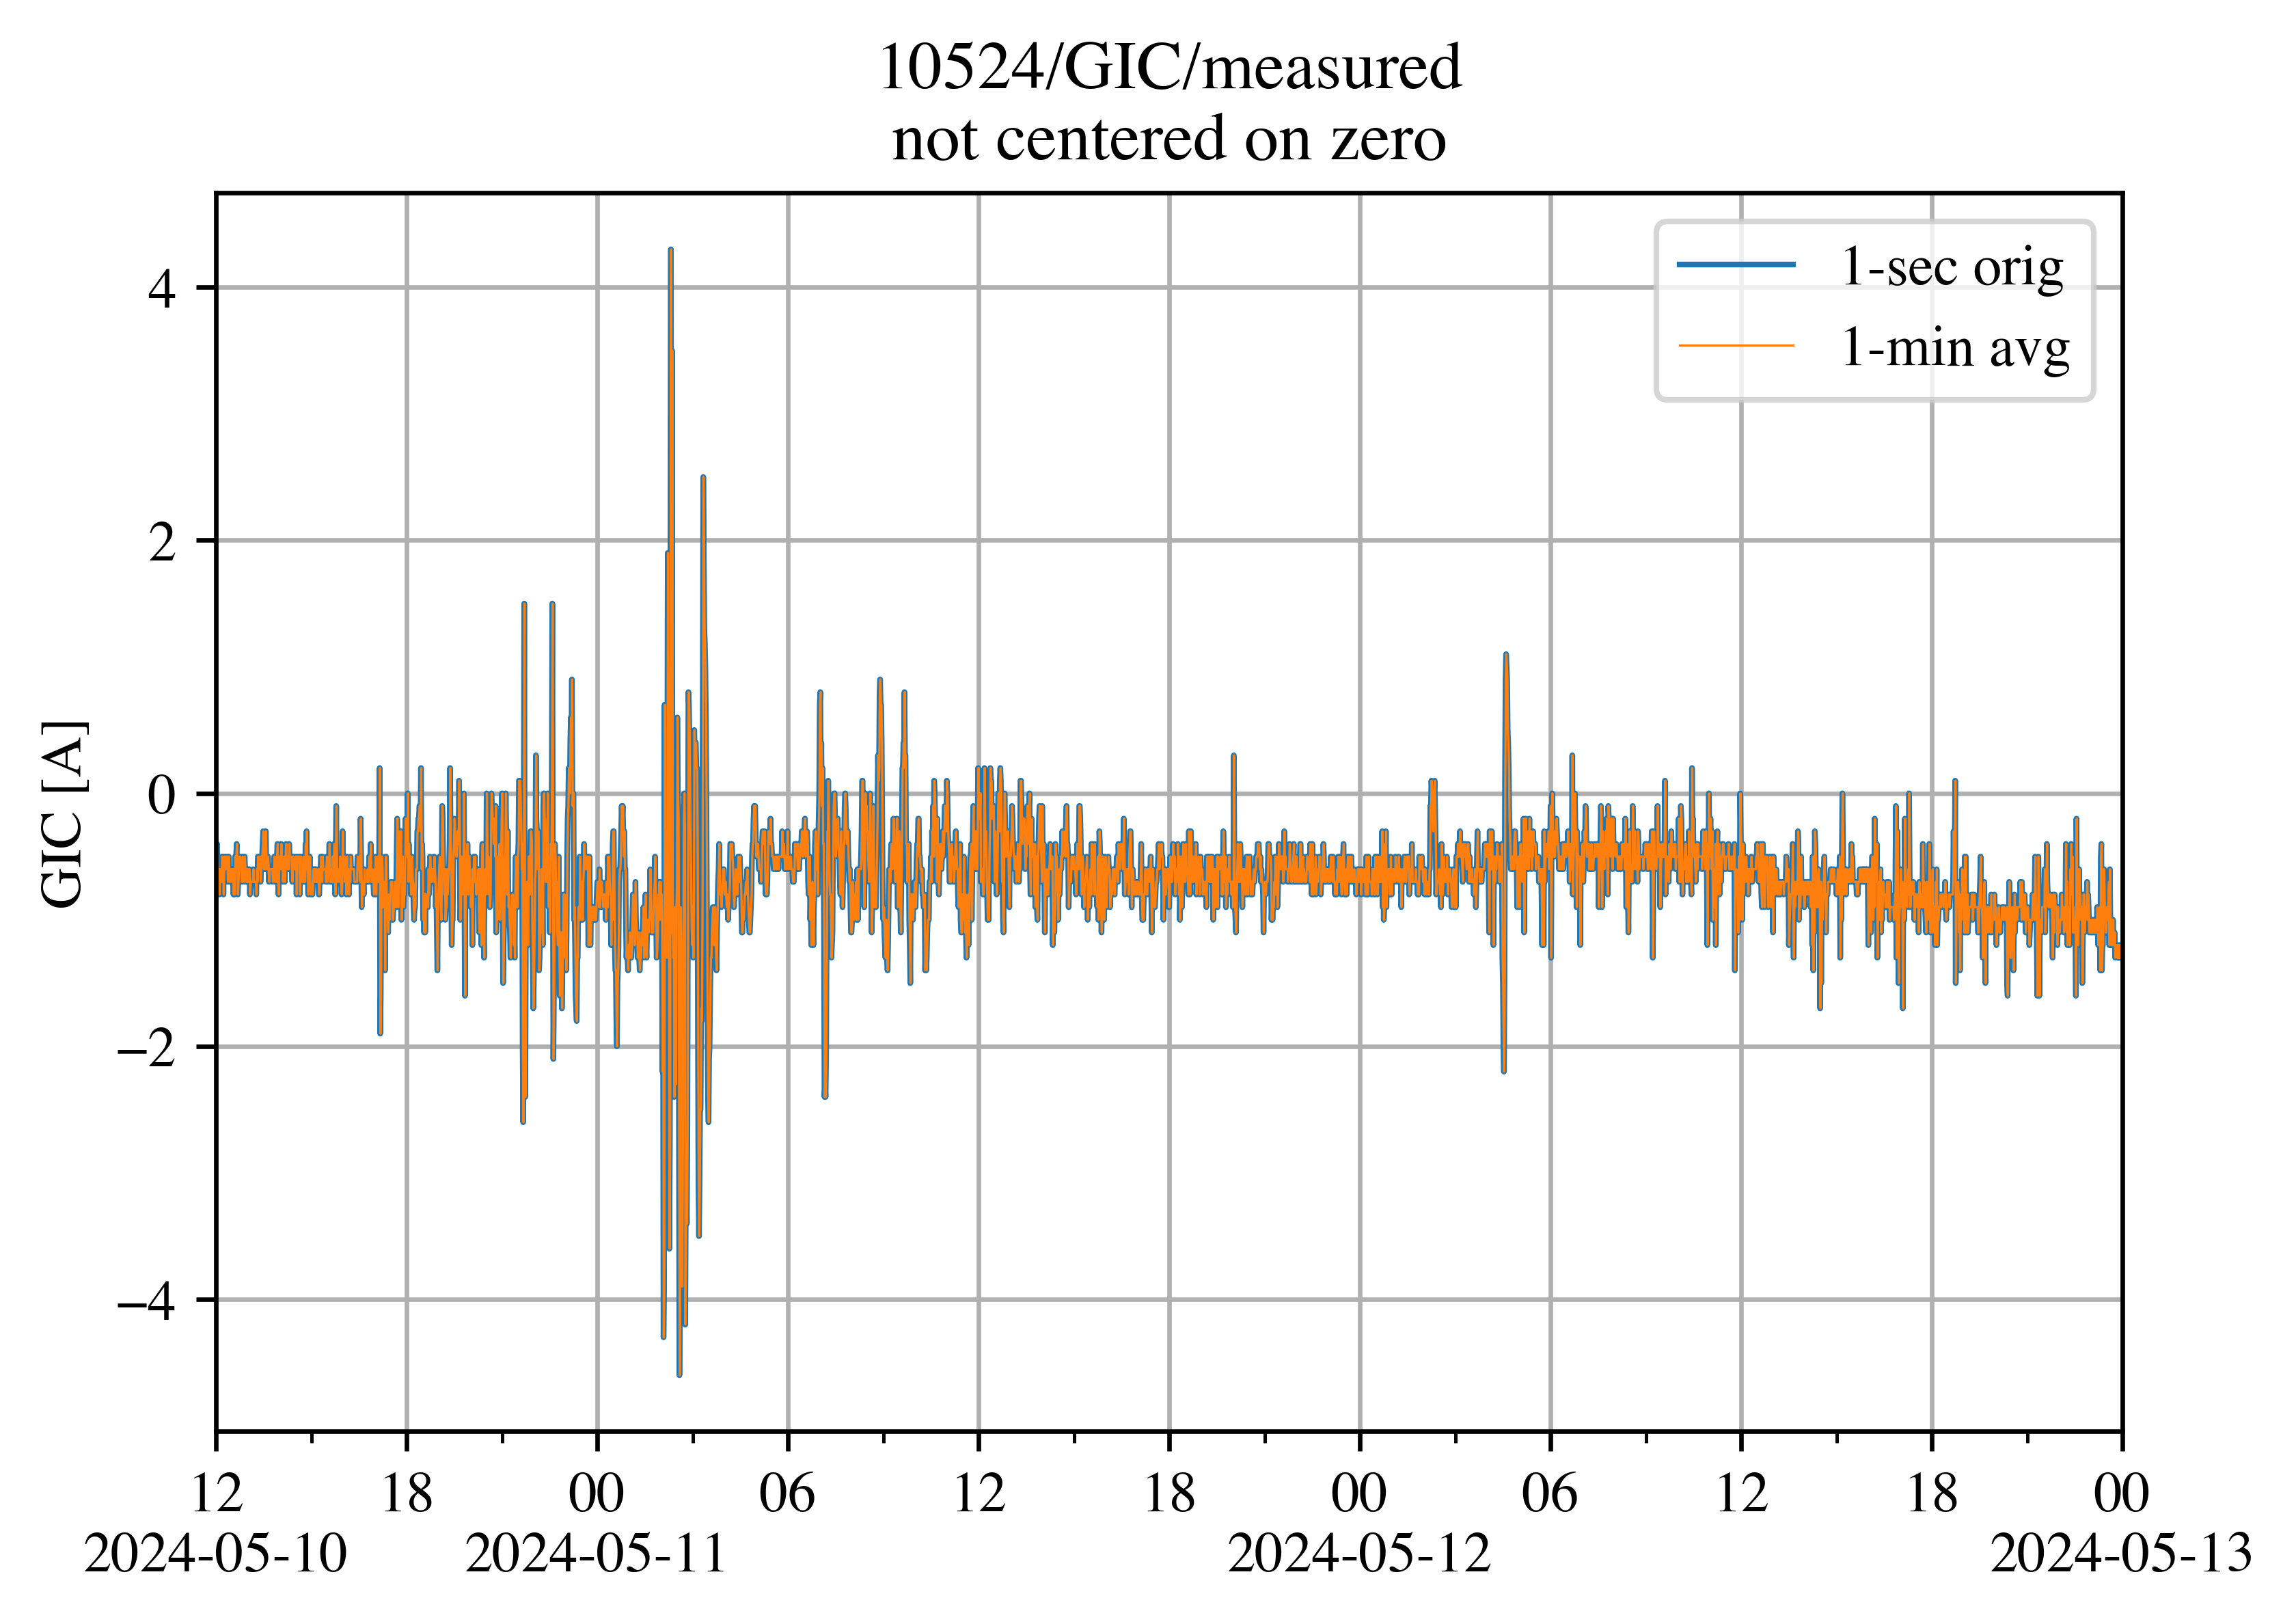 10524/GIC/measured
not centered on zero
1-sec orig
1-min avg
GIC [A]
4
2
0
−2
−4
12 18 00 06 12 18 00 06 12 18 00
2024-05-10 2024-05-11 2024-05-12 2024-05-13